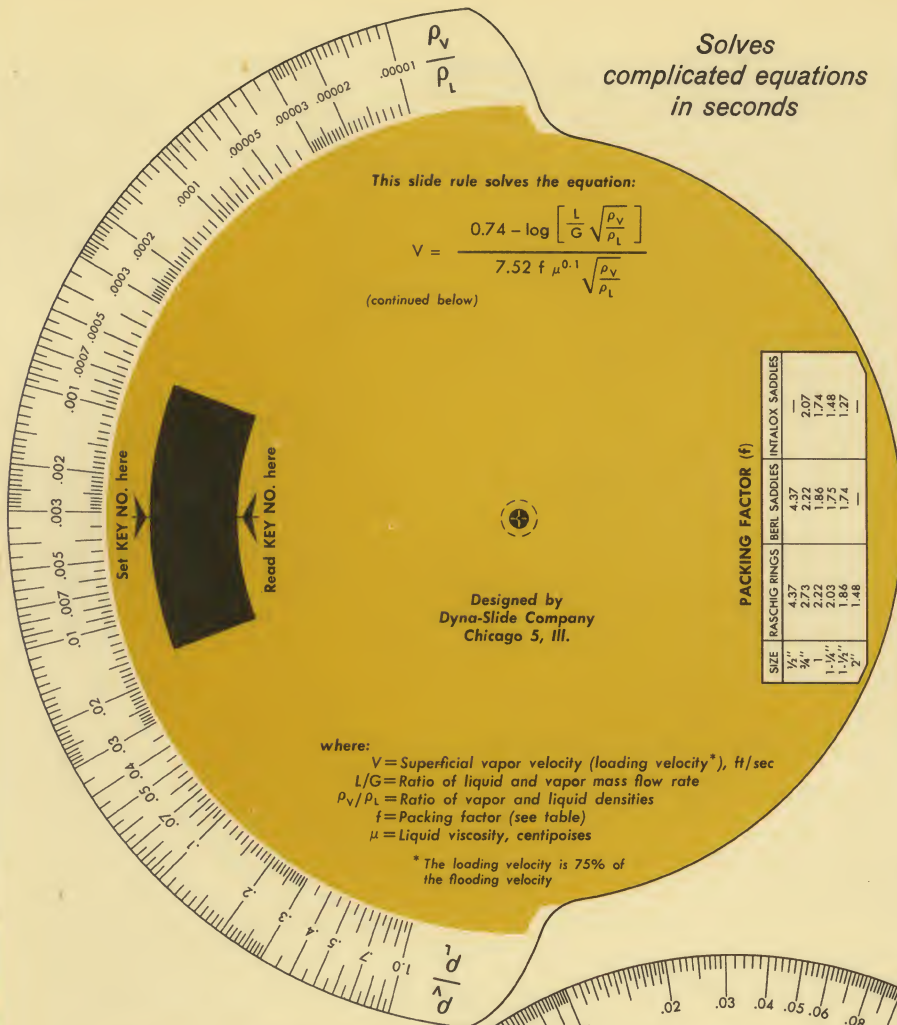 Solves
complicated equations
in seconds
ρV
ρL
.00001
.00002
.00003
.00005
.0001
.0002
.0003
.0005
.0007
.001
.002
.003
.005
.007
.01
.02
.03
.05 .04
.07
.1
.2
.3
.4
.5
.7
1.0
ρV
ρL
This slide rule solves the equation:
V = 0.74 – log [ L/G √(ρV/ρL) ] / 7.52 f μ^0.1 √(ρV/ρL)
(continued below)
Set KEY NO. here
Read KEY NO. here
Designed by
Dyna-Slide Company
Chicago 5, Ill.
PACKING FACTOR (f)
SIZE RASCHIG RINGS BERL SADDLES INTALOX SADDLES
½" 4.37 4.37 —
¾" 2.73 2.22 2.07
1 2.22 1.86 1.74
1-¼" 2.03 1.75 1.48
1-½" 1.86 1.74 1.27
2" 1.48 — —
where:
V = Superficial vapor velocity (loading velocity*), ft/sec
L/G = Ratio of liquid and vapor mass flow rate
ρV/ρL = Ratio of vapor and liquid densities
f = Packing factor (see table)
μ = Liquid viscosity, centipoises
* The loading velocity is 75% of
the flooding velocity
.02 .03 .04 .05 .06 .08